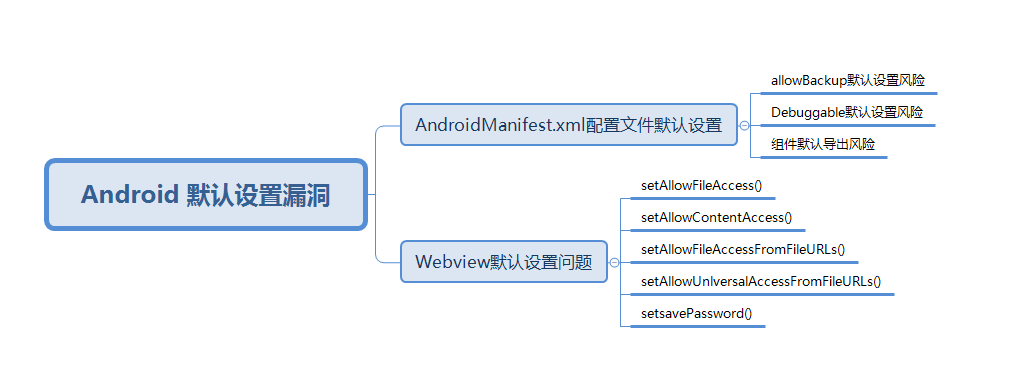 Android 默认设置漏洞
AndroidManifest.xml配置文件默认设置
allowBackup默认设置风险
Debuggable默认设置风险
组件默认导出风险
Webview默认设置问题
setAllowFileAccess()
setAllowContentAccess()
setAllowFileAccessFromFileURLs()
setAllowUnIversalAccessFromFileURLs()
setsavePassword()